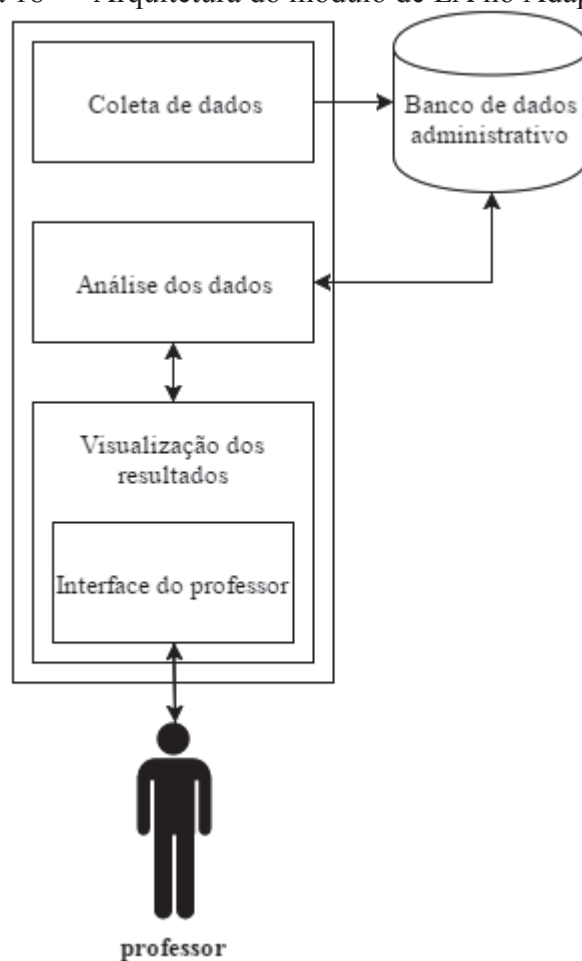 Arquitetura do módulo de LA no
Coleta de dados
Banco de dados
administrativo
Análise dos dados
Visualização dos
resultados
Interface do professor
professor